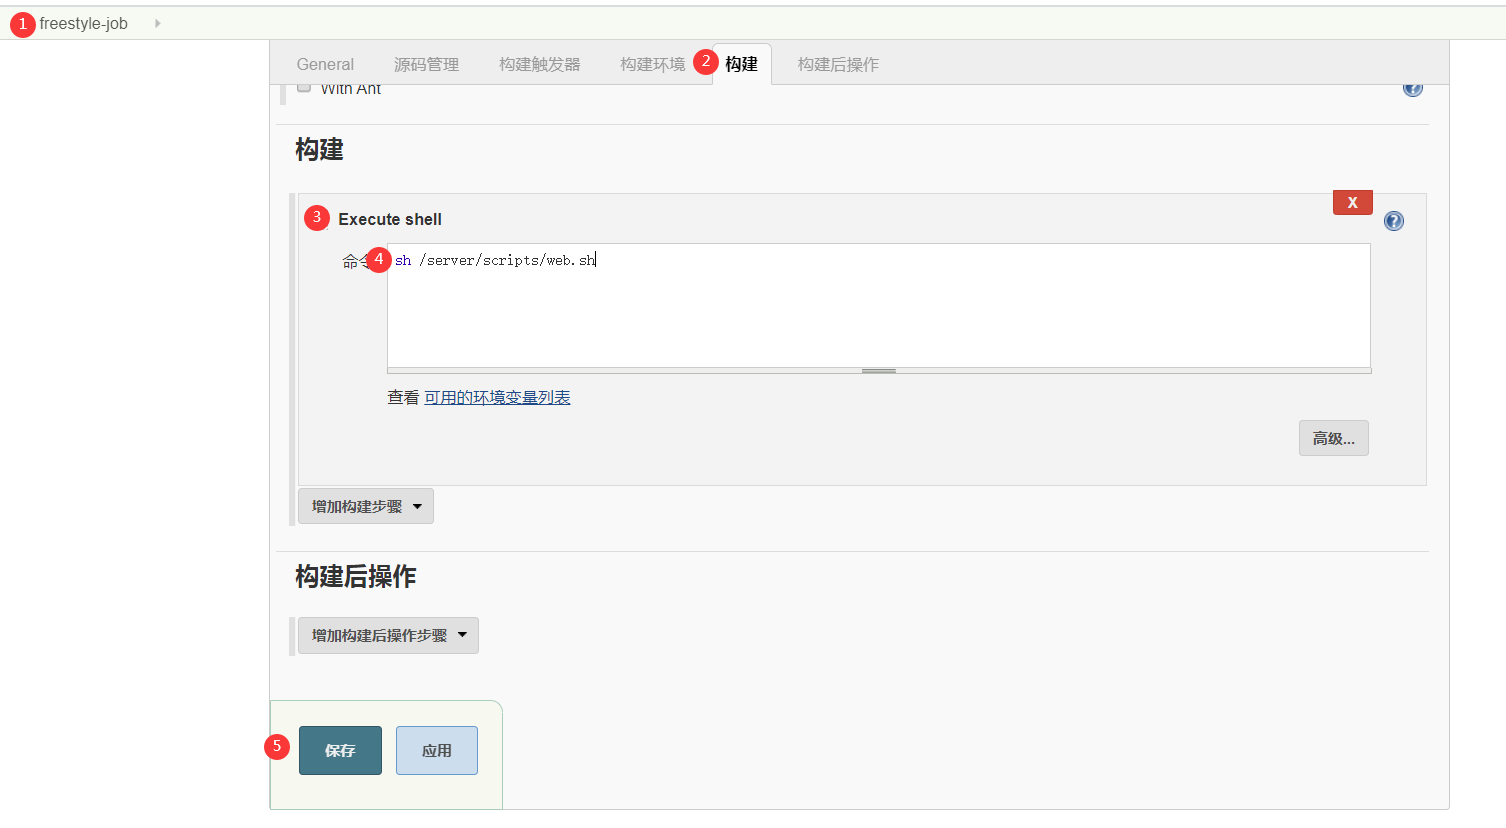 1 freestyle-job
General 源码管理 构建触发器 构建环境 2 构建 构建后操作
With Ant
构建
X
3 Execute shell
命令 4 sh /server/scripts/web.sh
查看 可用的环境变量列表
高级...
增加构建步骤
构建后操作
增加构建后操作步骤
5 保存 应用